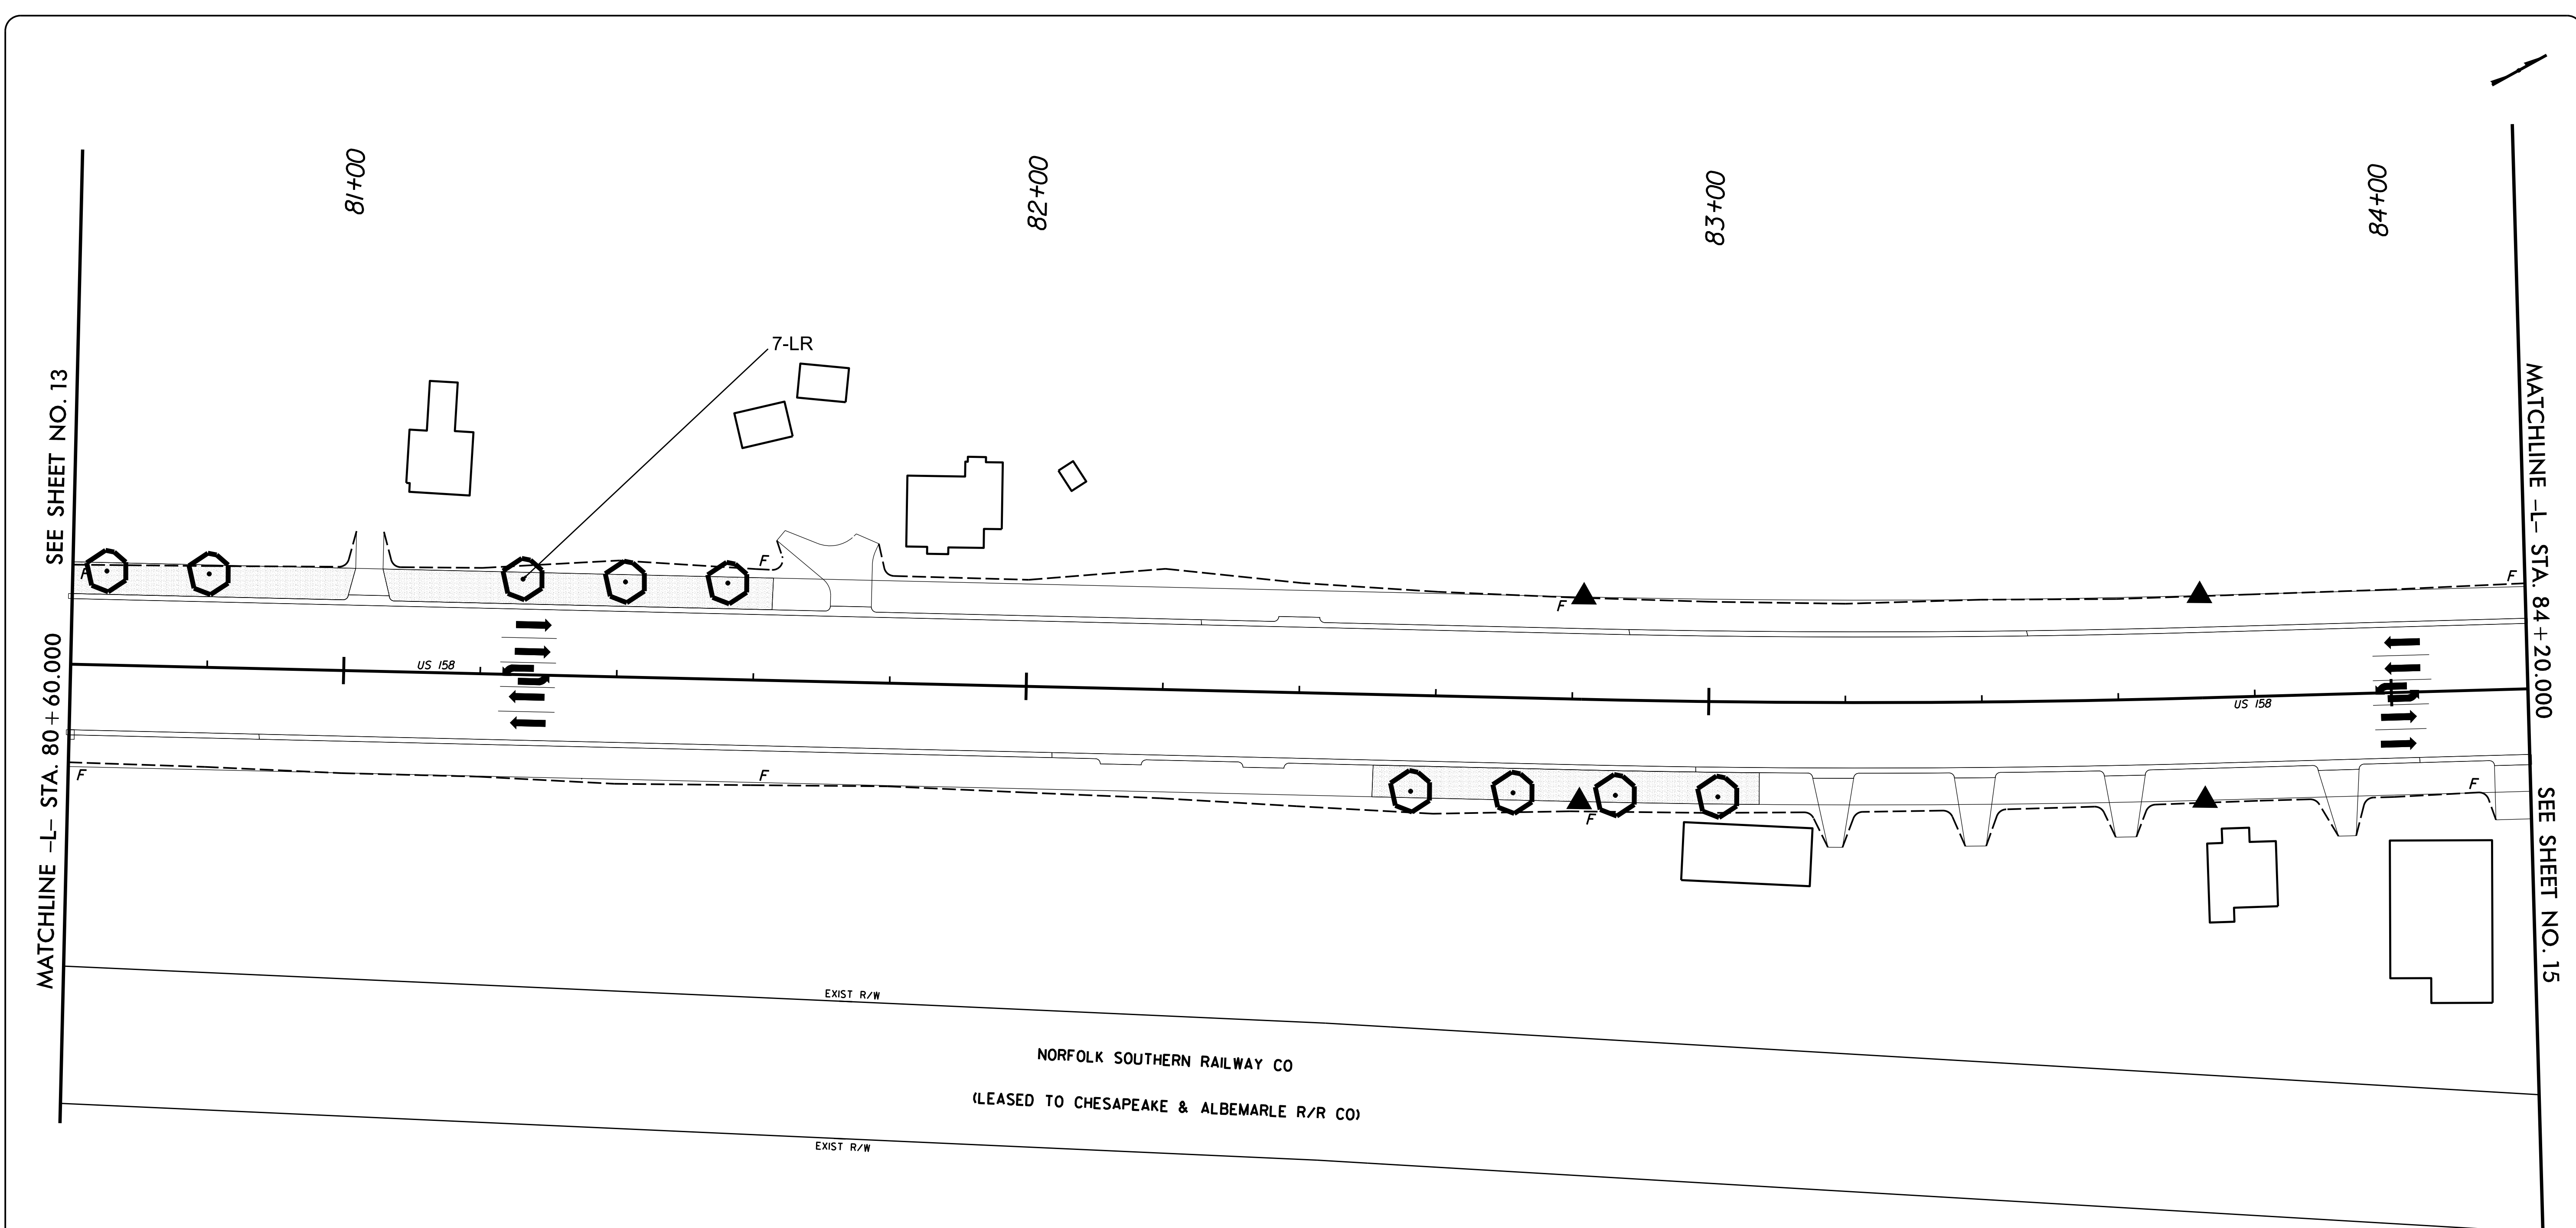 81+00
82+00
83+00
84+00
7-LR
SEE SHEET NO. 13
MATCHLINE -L- STA. 80+60.000
MATCHLINE -L- STA. 84+20.000
SEE SHEET NO. 15
F
F
F
F
US 158
US 158
F
F
F
F
EXIST R/W
NORFOLK SOUTHERN RAILWAY CO
(LEASED TO CHESAPEAKE & ALBEMARLE R/R CO)
EXIST R/W